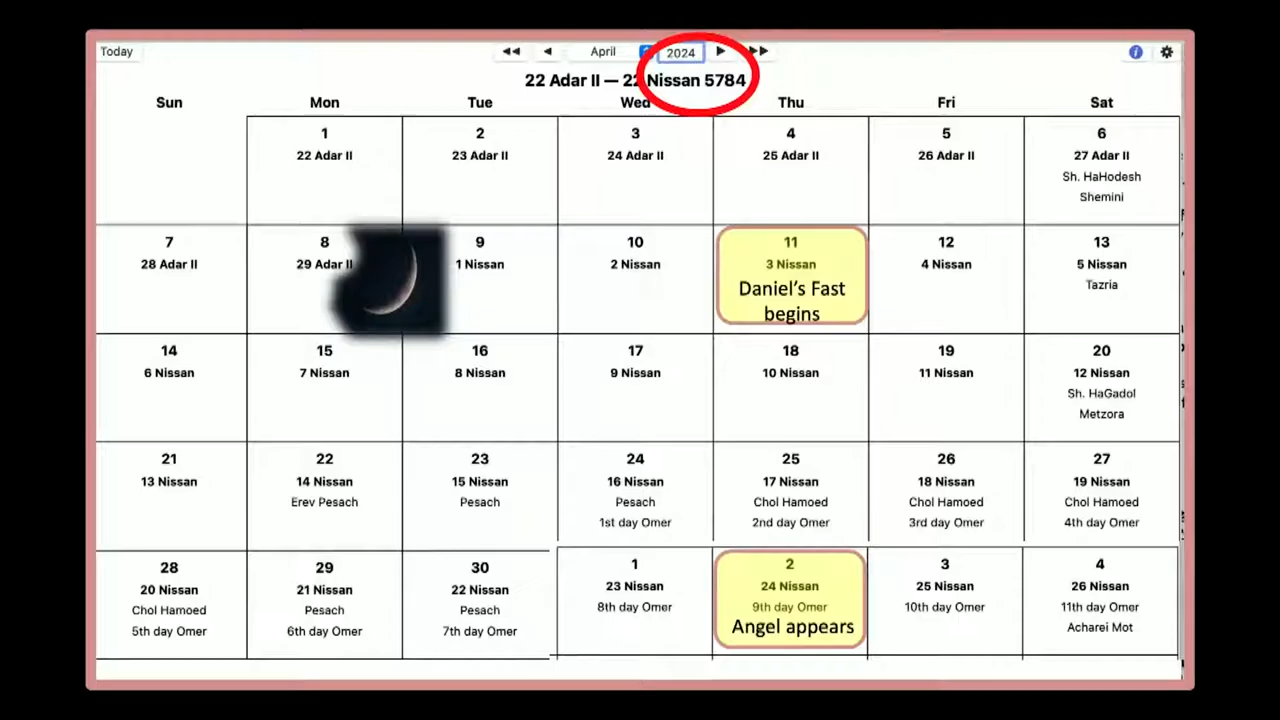 Today
April
2024
22 Adar II — 22 Nissan 5784
Sun Mon Tue Wed Thu Fri Sat
1 2 3 4 5 6
22 Adar II 23 Adar II 24 Adar II 25 Adar II 26 Adar II 27 Adar II
Sh. HaHodesh
Shemini
7 8 9 10 11 12 13
28 Adar II 29 Adar II 1 Nissan 2 Nissan 3 Nissan 4 Nissan 5 Nissan
Daniel's Fast Tazria
begins
14 15 16 17 18 19 20
6 Nissan 7 Nissan 8 Nissan 9 Nissan 10 Nissan 11 Nissan 12 Nissan
Sh. HaGadol
Metzora
21 22 23 24 25 26 27
13 Nissan 14 Nissan 15 Nissan 16 Nissan 17 Nissan 18 Nissan 19 Nissan
Erev Pesach Pesach Pesach Chol Hamoed Chol Hamoed Chol Hamoed
1st day Omer 2nd day Omer 3rd day Omer 4th day Omer
28 29 30 1 2 3 4
20 Nissan 21 Nissan 22 Nissan 23 Nissan 24 Nissan 25 Nissan 26 Nissan
Chol Hamoed Pesach Pesach 8th day Omer 9th day Omer 10th day Omer 11th day Omer
5th day Omer 6th day Omer 7th day Omer Angel appears Acharei Mot